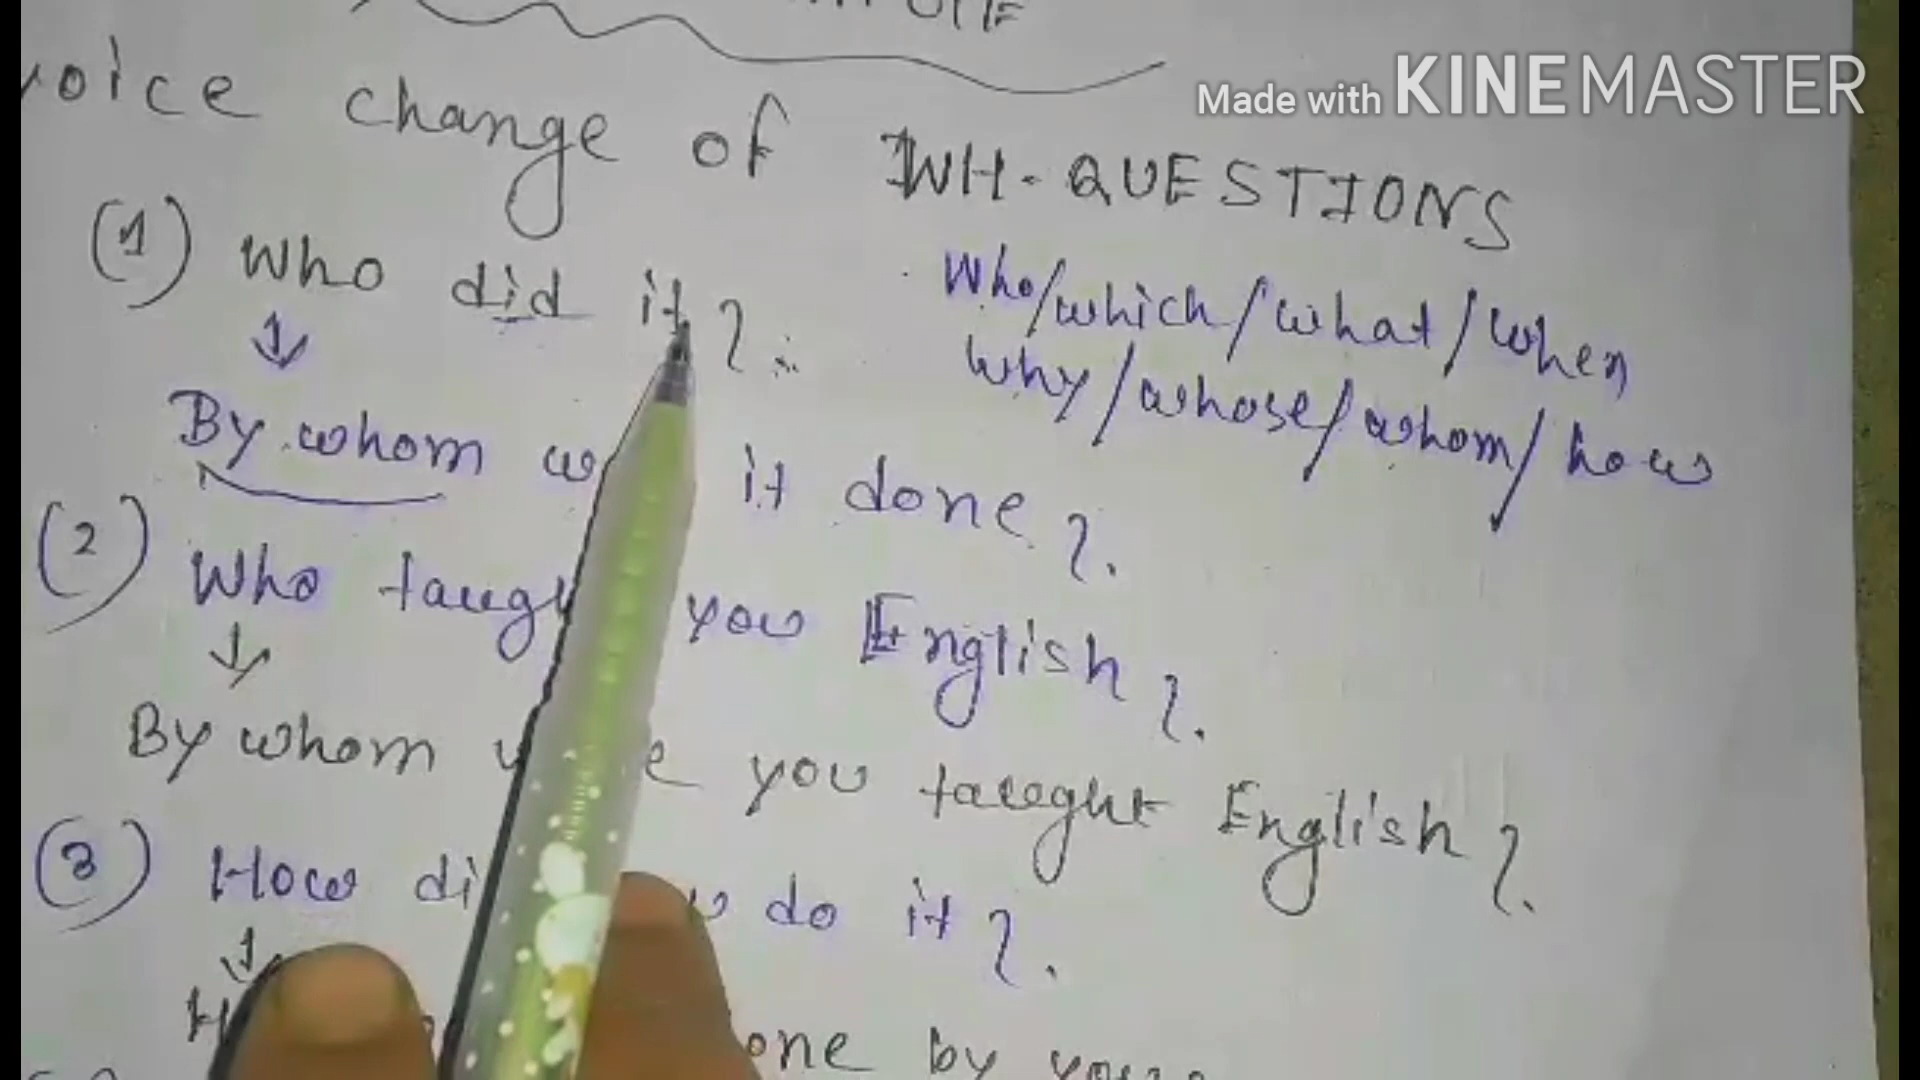 Made with KINEMASTER
voice change of WH-QUESTIONS
(1) Who did it?
Who/which/what/when
why/whose/whom/how
By whom it done?
(2) Who you English?
By whom you taught English?
(3) How do it?
by